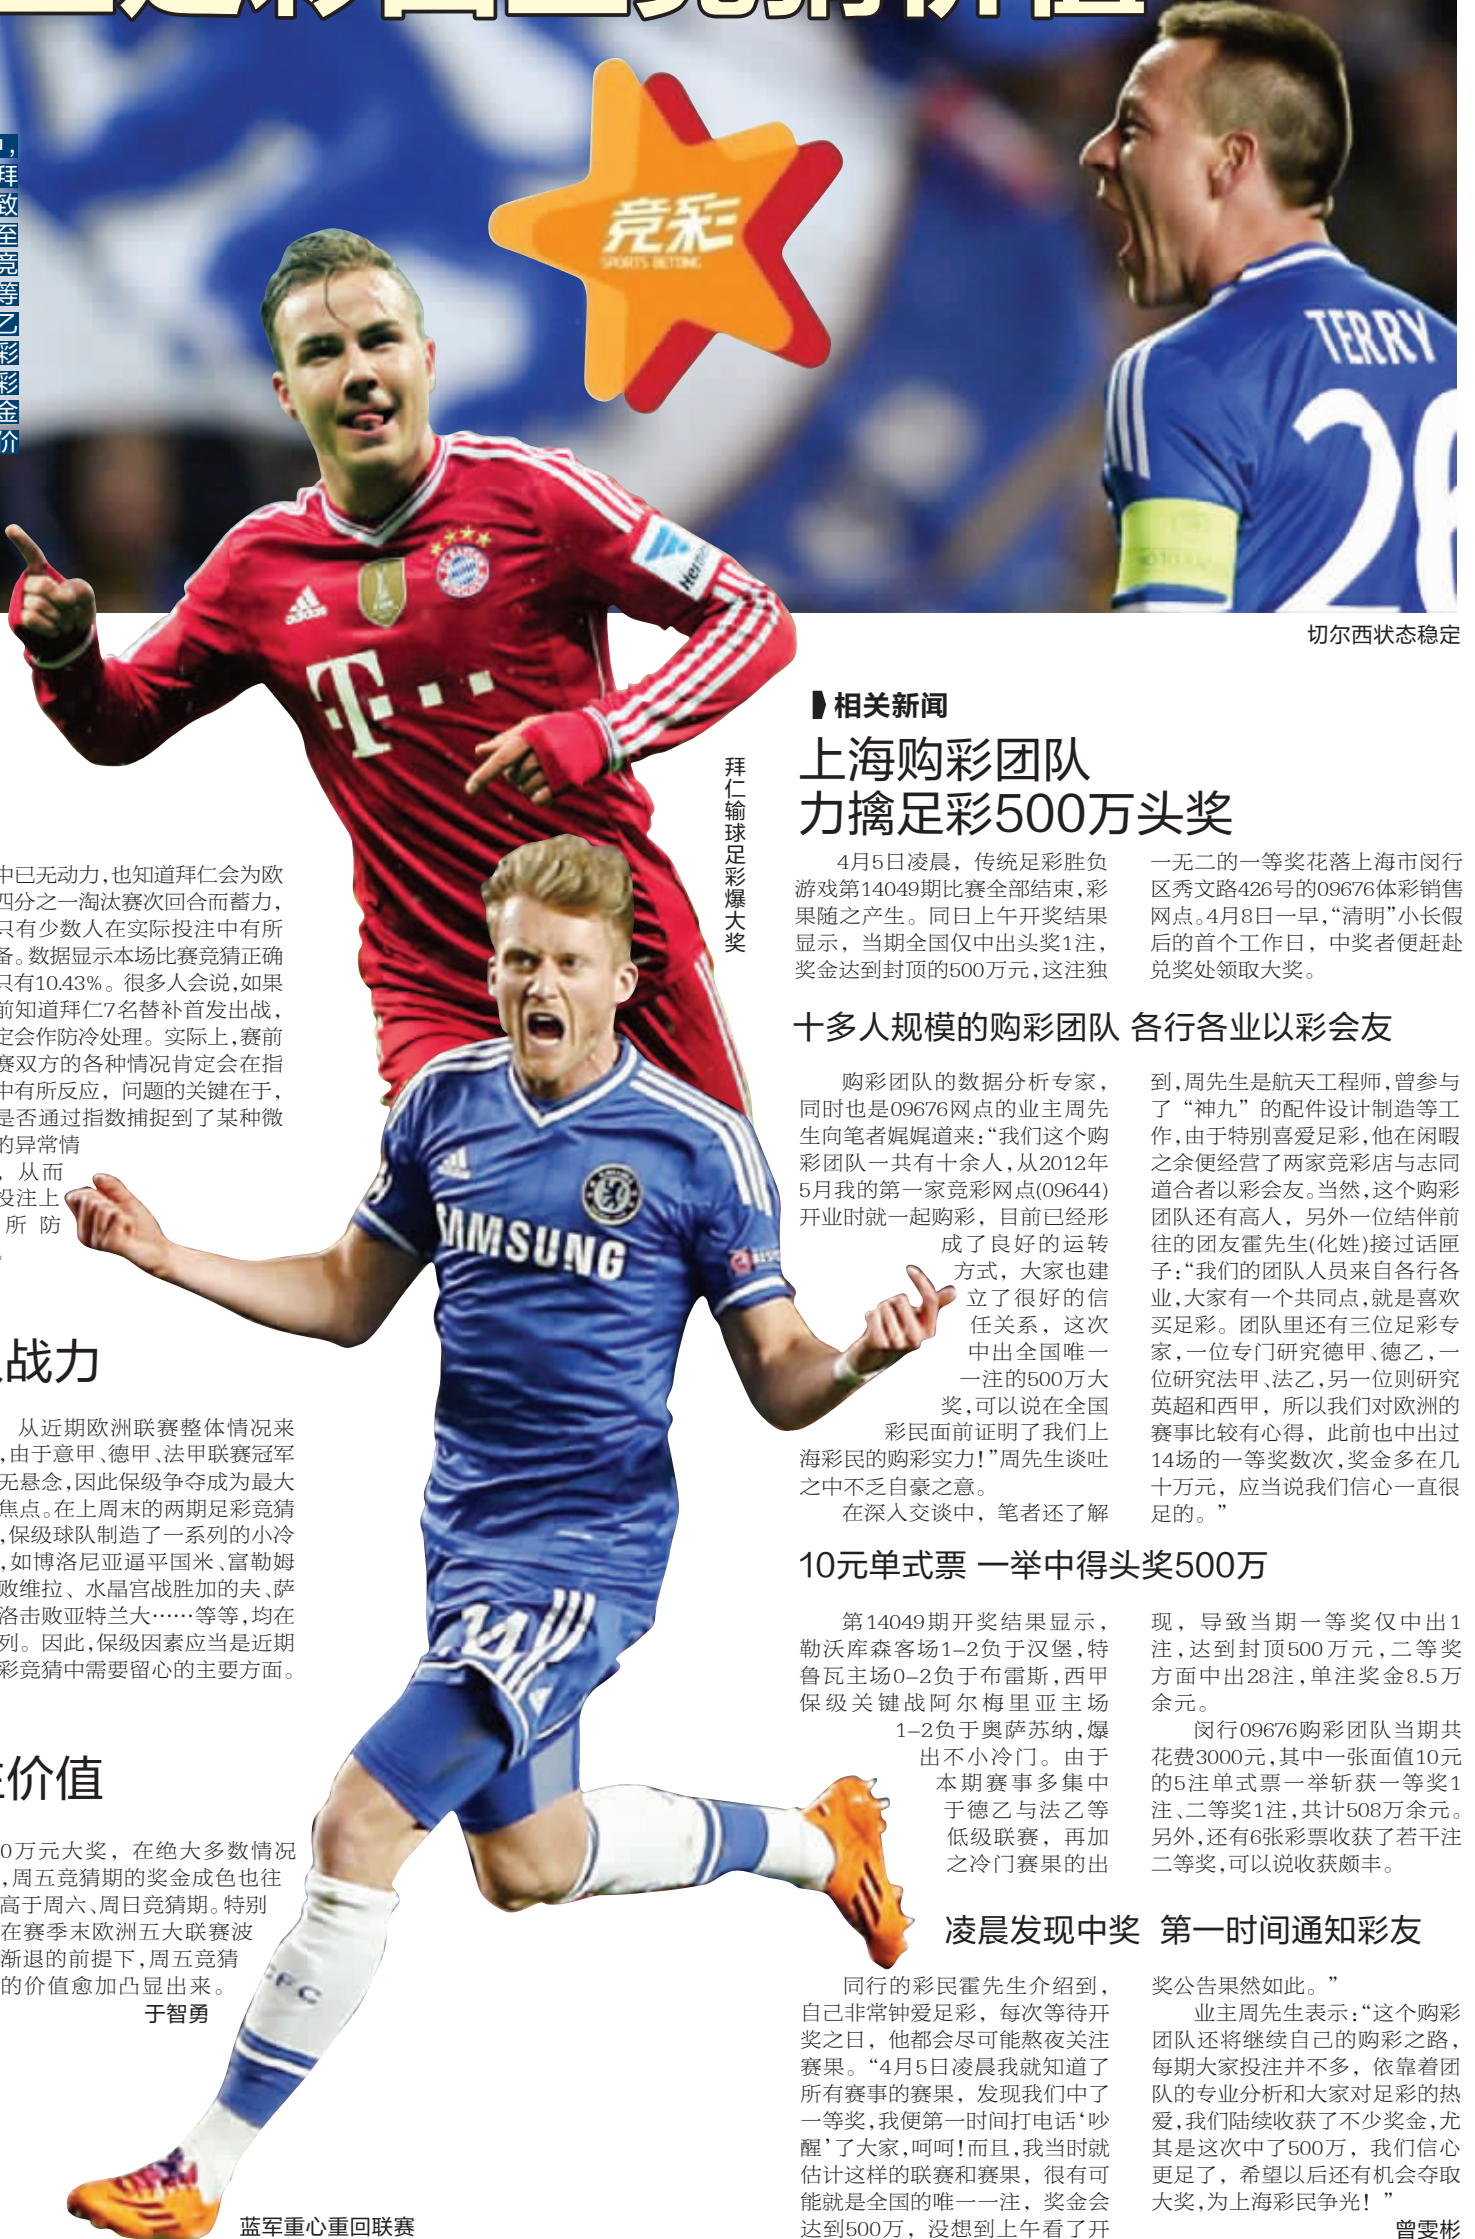 拜
致
至
竞
等
乙
彩
彩
金
价
竞彩
SPORTS BETTING
TERRY
26
adidas
切尔西状态稳定
拜仁输球足彩爆大奖
中已无动力,也知道拜仁会为欧
四分之一淘汰赛次回合而蓄力,
只有少数人在实际投注中有所
备。数据显示本场比赛竞猜正确
只有10.43%。很多人会说,如果
前知道拜仁7名替补首发出战,
定会作防冷处理。实际上,赛前
赛双方的各种情况肯定会在指
中有所反应，问题的关键在于,
是否通过指数捕捉到了某种微
的异常情
，从而
投注上
所防
。
战力
从近期欧洲联赛整体情况来
,由于意甲、德甲、法甲联赛冠军
无悬念,因此保级争夺成为最大
焦点。在上周末的两期足彩竞猜
,保级球队制造了一系列的小冷
,如博洛尼亚逼平国米、富勒姆
败维拉、水晶宫战胜加的夫、萨
洛击败亚特兰大……等等,均在
列。因此,保级因素应当是近期
彩竞猜中需要留心的主要方面。
价值
0万元大奖，在绝大多数情况
,周五竞猜期的奖金成色也往
高于周六、周日竞猜期。特别
在赛季末欧洲五大联赛波
渐退的前提下,周五竞猜
的价值愈加凸显出来。
于智勇
SAMSUNG
14
CFC
蓝军重心重回联赛
相关新闻
上海购彩团队
力擒足彩500万头奖
4月5日凌晨，传统足彩胜负
游戏第14049期比赛全部结束,彩
果随之产生。同日上午开奖结果
显示，当期全国仅中出头奖1注,
奖金达到封顶的500万元,这注独
一无二的一等奖花落上海市闵行
区秀文路426号的09676体彩销售
网点。4月8日一早,“清明”小长假
后的首个工作日，中奖者便赶赴
兑奖处领取大奖。
十多人规模的购彩团队 各行各业以彩会友
购彩团队的数据分析专家，
同时也是09676网点的业主周先
生向笔者娓娓道来:“我们这个购
彩团队一共有十余人,从2012年
5月我的第一家竞彩网点(09644)
开业时就一起购彩，目前已经形
成了良好的运转
方式，大家也建
立了很好的信
任关系，这次
中出全国唯一
一注的500万大
奖,可以说在全国
彩民面前证明了我们上
海彩民的购彩实力!”周先生谈吐
之中不乏自豪之意。
在深入交谈中，笔者还了解
到,周先生是航天工程师,曾参与
了“神九”的配件设计制造等工
作,由于特别喜爱足彩,他在闲暇
之余便经营了两家竞彩店与志同
道合者以彩会友。当然,这个购彩
团队还有高人，另外一位结伴前
往的团友霍先生(化姓)接过话匣
子:“我们的团队人员来自各行各
业,大家有一个共同点,就是喜欢
买足彩。团队里还有三位足彩专
家,一位专门研究德甲、德乙,一
位研究法甲、法乙,另一位则研究
英超和西甲，所以我们对欧洲的
赛事比较有心得，此前也中出过
14场的一等奖数次,奖金多在几
十万元，应当说我们信心一直很
足的。”
10元单式票 一举中得头奖500万
第14049期开奖结果显示，
勒沃库森客场1–2负于汉堡,特
鲁瓦主场0–2负于布雷斯,西甲
保级关键战阿尔梅里亚主场
1–2负于奥萨苏纳,爆
出不小冷门。由于
本期赛事多集中
于德乙与法乙等
低级联赛，再加
之冷门赛果的出
现，导致当期一等奖仅中出1
注,达到封顶500万元,二等奖
方面中出28注,单注奖金8.5万
余元。
闵行09676购彩团队当期共
花费3000元,其中一张面值10元
的5注单式票一举斩获一等奖1
注、二等奖1注,共计508万余元。
另外,还有6张彩票收获了若干注
二等奖,可以说收获颇丰。
凌晨发现中奖 第一时间通知彩友
同行的彩民霍先生介绍到，
自己非常钟爱足彩，每次等待开
奖之日，他都会尽可能熬夜关注
赛果。“4月5日凌晨我就知道了
所有赛事的赛果，发现我们中了
一等奖,我便第一时间打电话‘吵
醒’了大家,呵呵!而且,我当时就
估计这样的联赛和赛果，很有可
能就是全国的唯一一注，奖金会
达到500万，没想到上午看了开
奖公告果然如此。”
业主周先生表示:“这个购彩
团队还将继续自己的购彩之路,
每期大家投注并不多，依靠着团
队的专业分析和大家对足彩的热
爱,我们陆续收获了不少奖金,尤
其是这次中了500万，我们信心
更足了，希望以后还有机会夺取
大奖,为上海彩民争光！”
曾雯彬